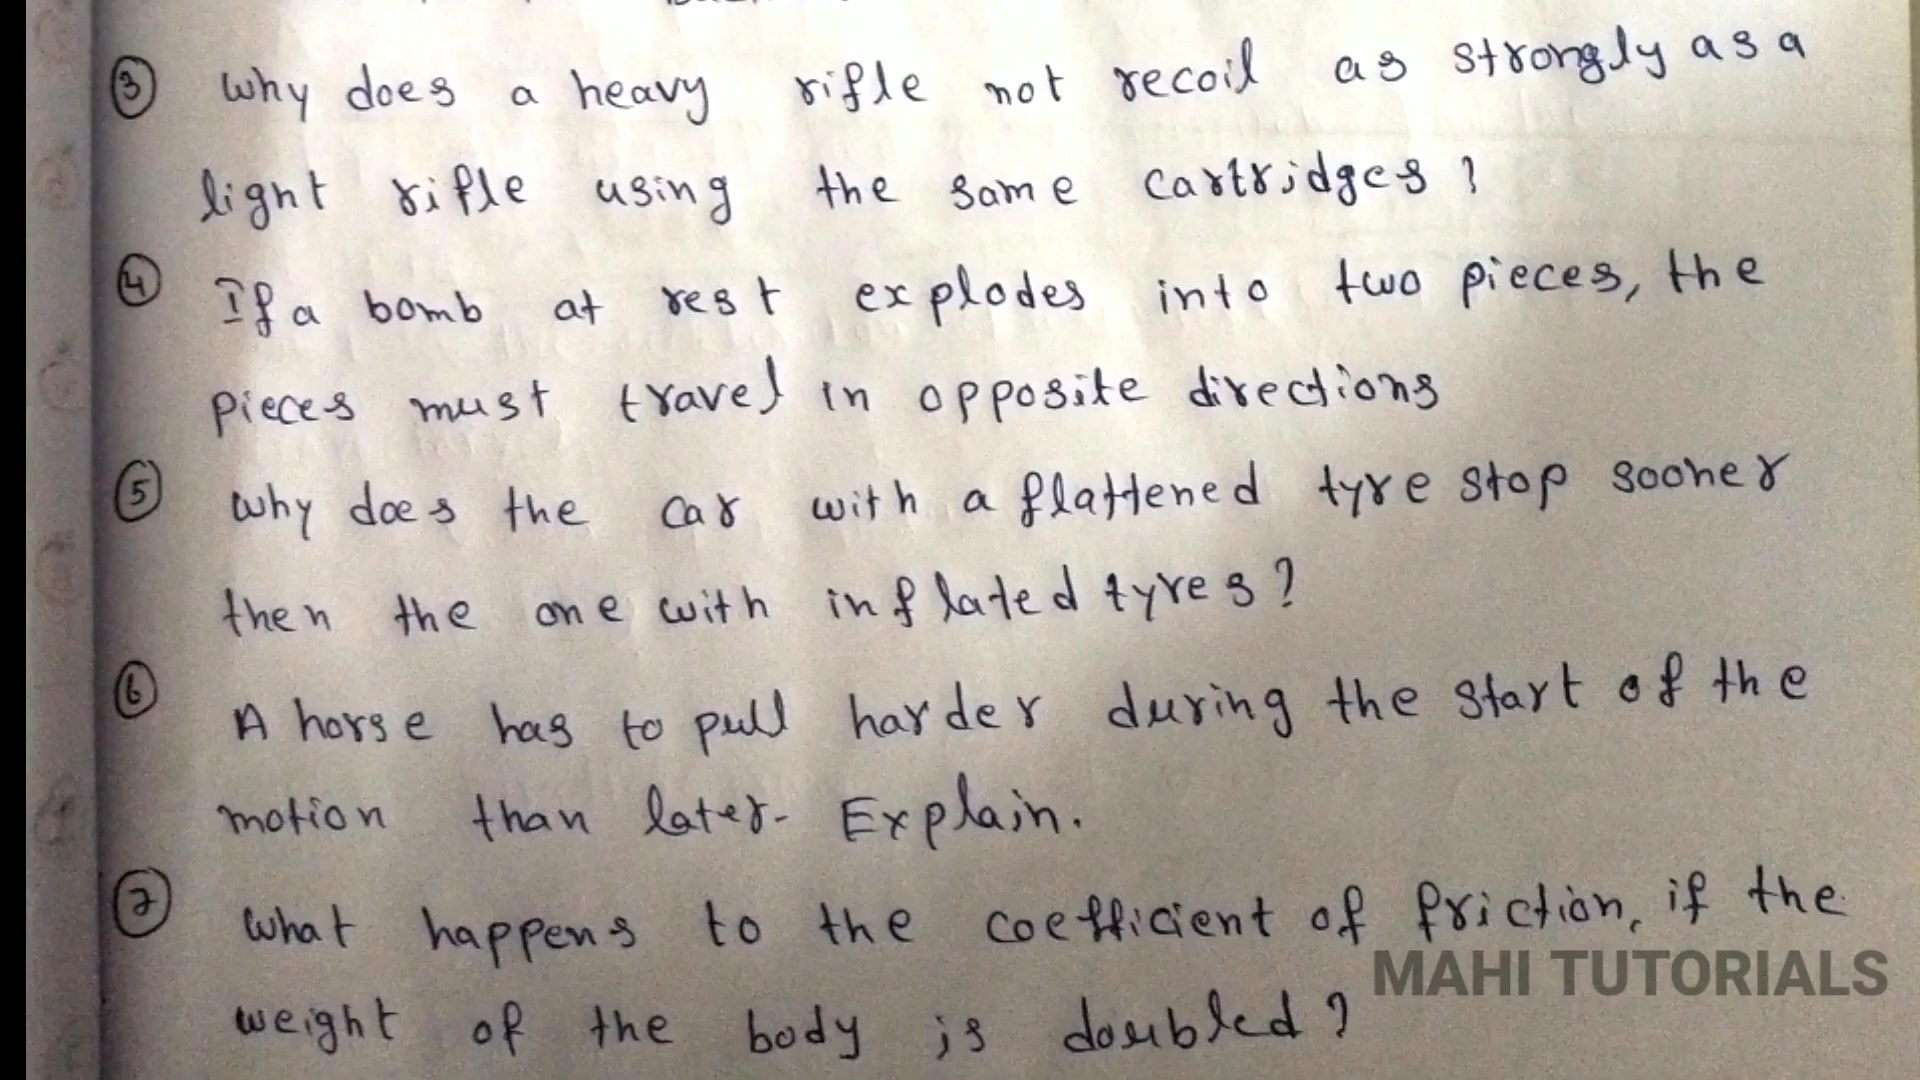 ③ Why does a heavy rifle not recoil as strongly as a
light rifle using the same cartridges?
④ If a bomb at rest explodes into two pieces, the
pieces must travel in opposite directions
⑤ Why does the car with a flattened tyre stop sooner
then the one with inflated tyres?
⑥ A horse has to pull harder during the start of the
motion than later. Explain.
⑦ What happens to the coefficient of friction, if the
MAHI TUTORIALS
weight of the body is doubled?